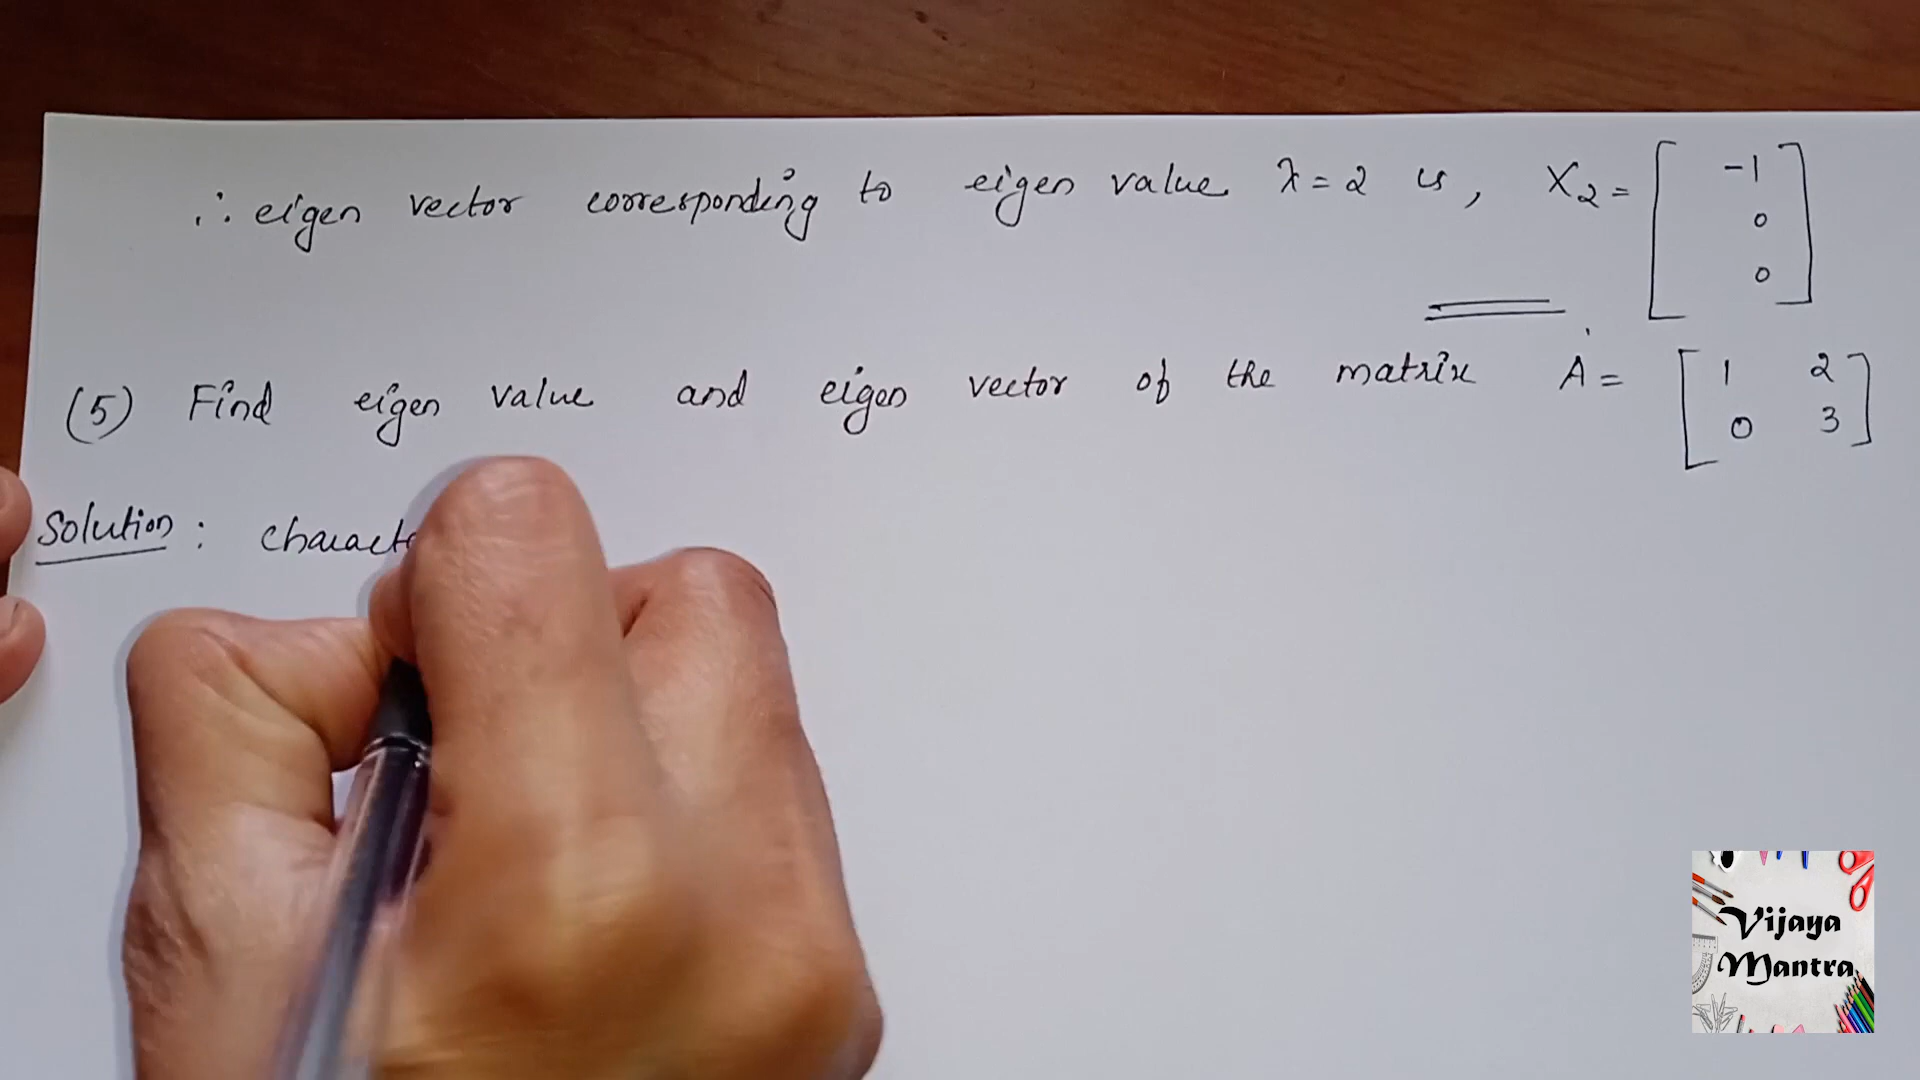 ∴ eigen vector corresponding to eigen value λ = 2 is, X₂ = [ -1 0 0 ]
(5) Find eigen value and eigen vector of the matrix A = [ 1 2
0 3 ]
Solution : characte
Vijaya
Mantra